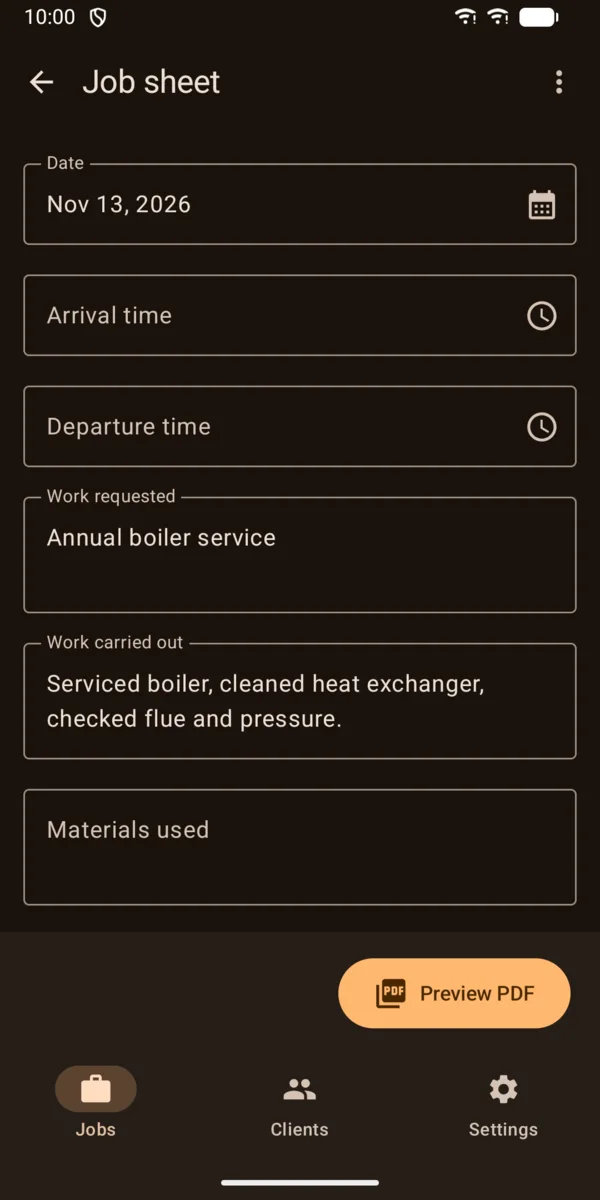 10:00
Job sheet
Date
Nov 13, 2026
Arrival time
Departure time
Work requested
Annual boiler service
Work carried out
Serviced boiler, cleaned heat exchanger,
checked flue and pressure.
Materials used
PDF Preview PDF
Jobs Clients Settings